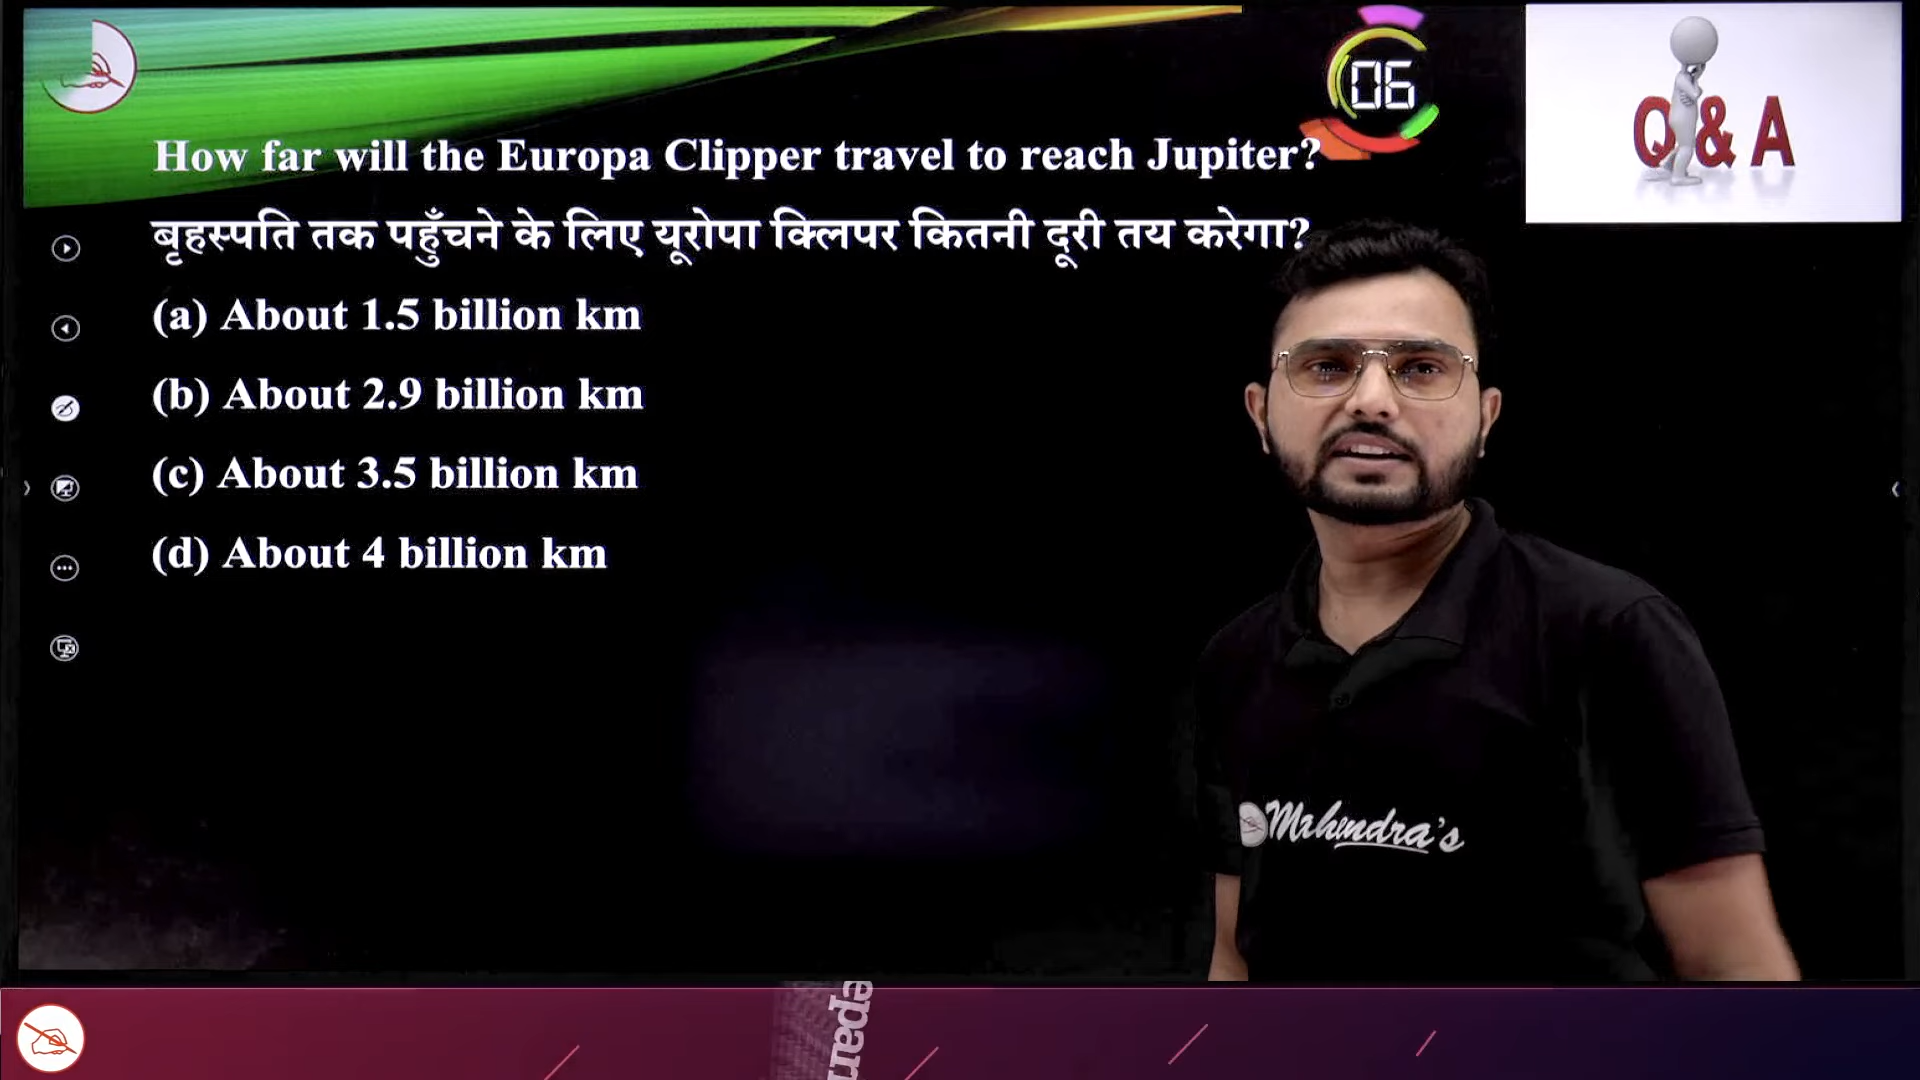 06
Q & A
How far will the Europa Clipper travel to reach Jupiter?
बृहस्पति तक पहुँचने के लिए यूरोपा क्लिपर कितनी दूरी तय करेगा?
(a) About 1.5 billion km
(b) About 2.9 billion km
(c) About 3.5 billion km
(d) About 4 billion km
Mahendra's
epar